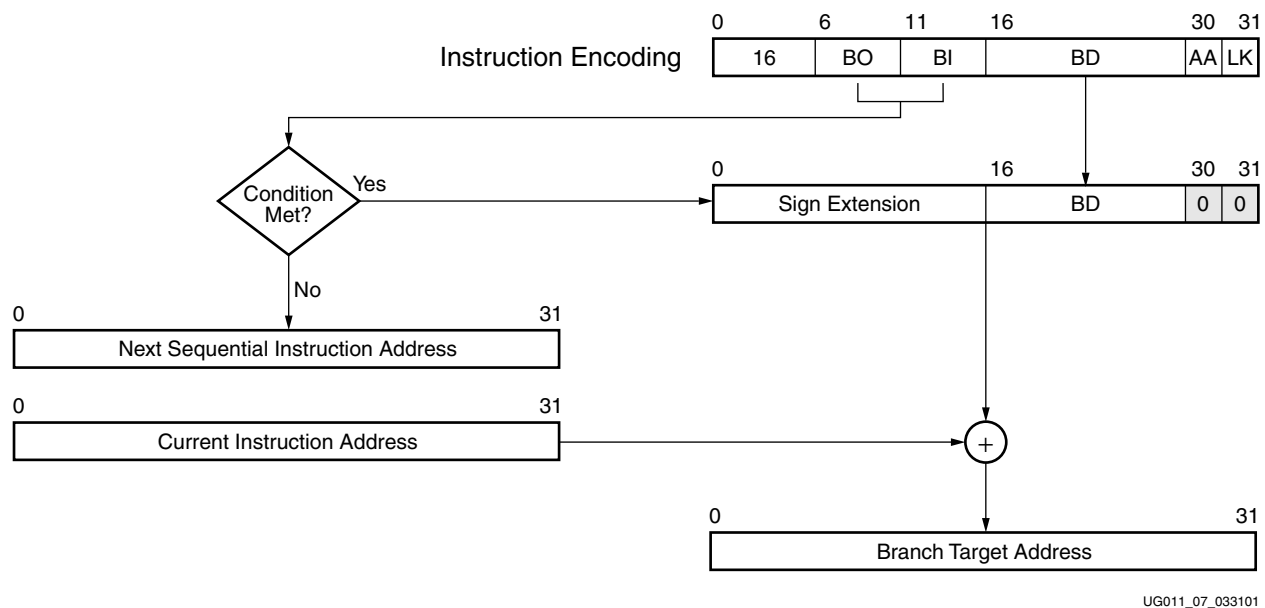 0 6 11 16 30 31
Instruction Encoding 16 BO BI BD AA LK
0 16 30 31
Condition
Met?
Yes
Sign Extension BD 0 0
No
0 31
Next Sequential Instruction Address
0 31
Current Instruction Address
+
0 31
Branch Target Address
UG011_07_033101